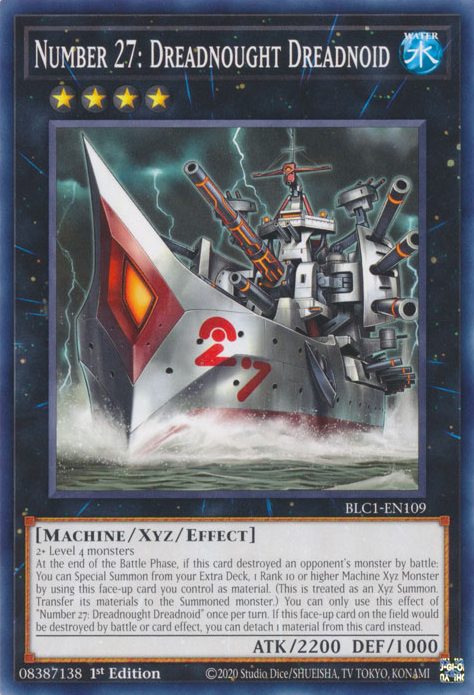 NUMBER 27: DREADNOUGHT DREADNOID
WATER
水
27
BLC1-EN109
[MACHINE/XYZ/EFFECT]
2+ Level 4 monsters
At the end of the Battle Phase, if this card destroyed an opponent's monster by battle:
You can Special Summon from your Extra Deck, 1 Rank 10 or higher Machine Xyz Monster
by using this face-up card you control as material. (This is treated as an Xyz Summon.
Transfer its materials to the Summoned monster.) You can only use this effect of
"Number 27: Dreadnought Dreadnoid" once per turn. If this face-up card on the field would
be destroyed by battle or card effect, you can detach 1 material from this card instead.
ATK/2200 DEF/1000
08387138 1st Edition ©2020 Studio Dice/SHUEISHA, TV TOKYO, KONAMI